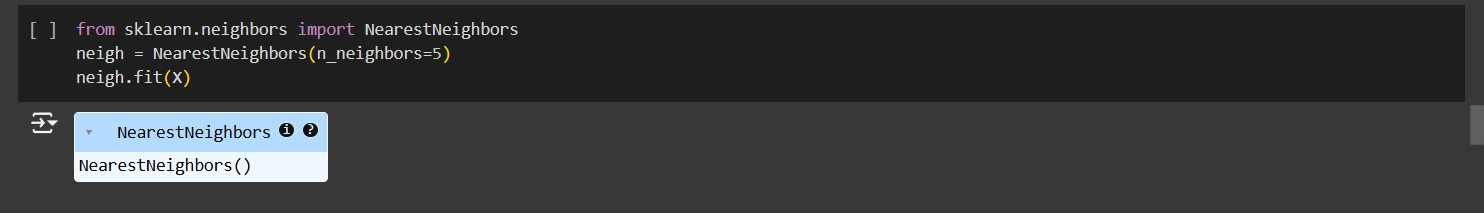 [ ] from sklearn.neighbors import NearestNeighbors
neigh = NearestNeighbors(n_neighbors=5)
neigh.fit(X)
NearestNeighbors i ?
NearestNeighbors()